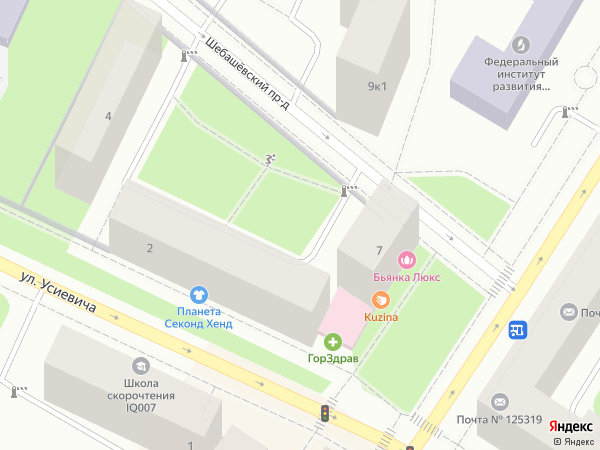 Шебашёвский пр-д
Федеральный
институт
развития...
9к1
4
2
7
Бьянка Люкс
ул. Усиевича
Планета
Секонд Хенд
Kuzina
Поч
ГорЗдрав
Школа
скорочтения
IQ007
Почта № 125319
1
Яндекс
© Яндекс